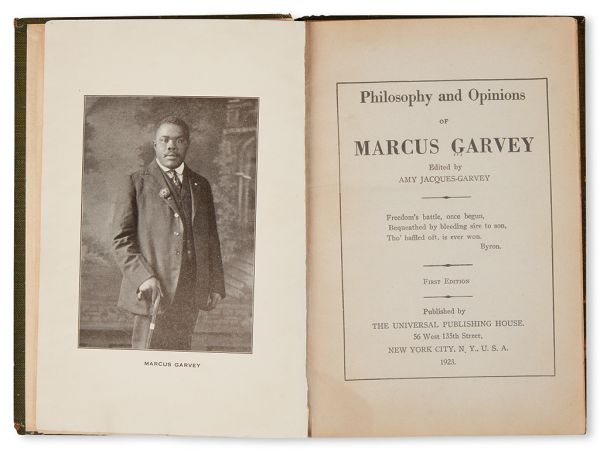 MARCUS GARVEY
Philosophy and Opinions
OF
MARCUS GARVEY
Edited by
AMY JACQUES-GARVEY
Freedom's battle, once begun,
Bequeathed by bleeding sire to son,
Tho' baffled oft, is ever won.
Byron.
FIRST EDITION
Published by
THE UNIVERSAL PUBLISHING HOUSE.
56 West 135th Street,
NEW YORK CITY, N. Y., U. S. A.
1923.